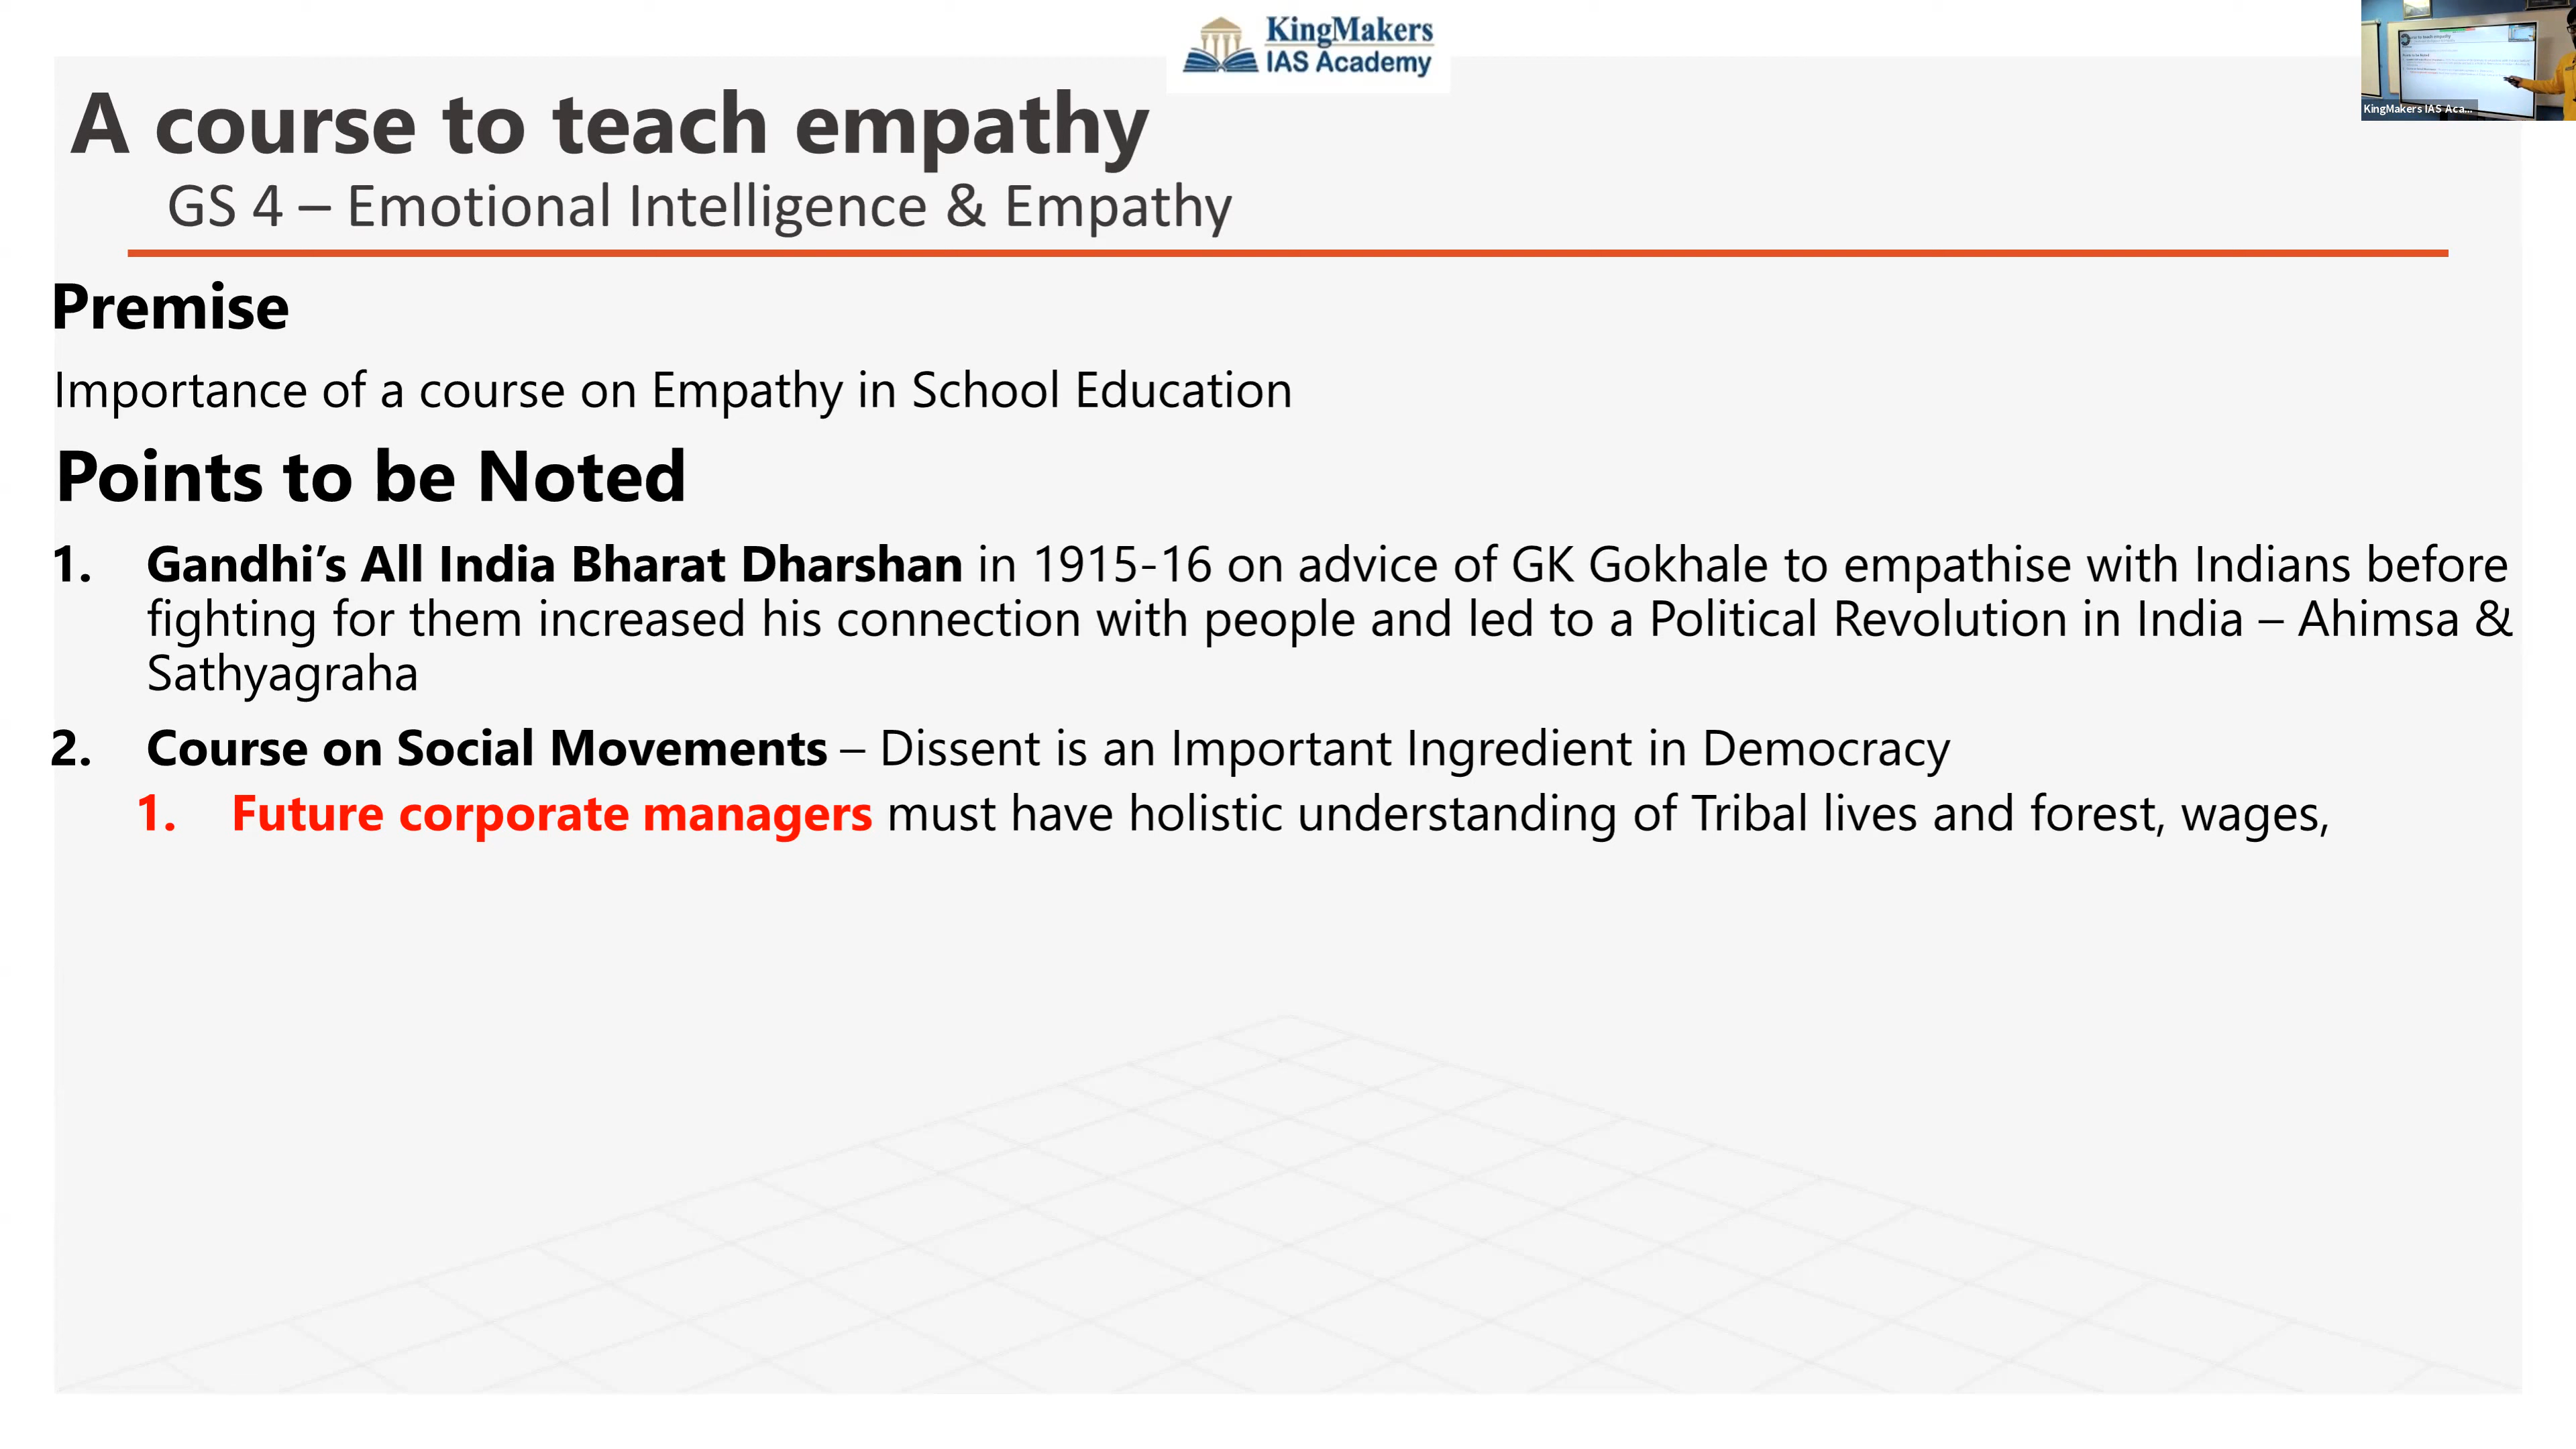 KingMakers
IAS Academy
KingMakers IAS Aca...
A course to teach empathy
GS 4 – Emotional Intelligence & Empathy
Premise
Importance of a course on Empathy in School Education
Points to be Noted
1. Gandhi’s All India Bharat Dharshan in 1915-16 on advice of GK Gokhale to empathise with Indians before
fighting for them increased his connection with people and led to a Political Revolution in India – Ahimsa &
Sathyagraha
2. Course on Social Movements – Dissent is an Important Ingredient in Democracy
1. Future corporate managers must have holistic understanding of Tribal lives and forest, wages,